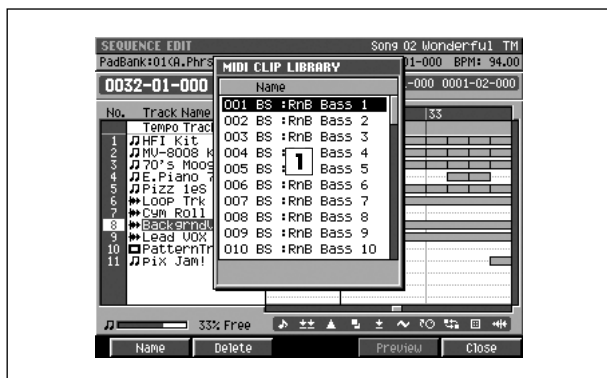 SEQUENCE EDIT Song 02 Wonderful TM
PadBank:01(A.Phrs 01-000 BPM: 94.00
0032-01-000 -000 0001-02-000
MIDI CLIP LIBRARY
Name
001 BS :RnB Bass 1
002 BS :RnB Bass 2
003 BS :RnB Bass 3
004 BS Bass 4
005 BS Bass 5
006 BS :RnB Bass 6
007 BS :RnB Bass 7
008 BS :RnB Bass 8
009 BS :RnB Bass 9
010 BS :RnB Bass 10
1
No. Track Name 33
Tempo Trac
1 HFI Kit
2 MV-8008 K
3 70'S Moog
4 E.Piano
5 Pizz 1eS
6 Loop Trk
7 Cym Roll
8 Backgrnd
9 Lead VOX
10 PatternTr
11 Pix Jam!
33% Free
Name Delete Preview Close